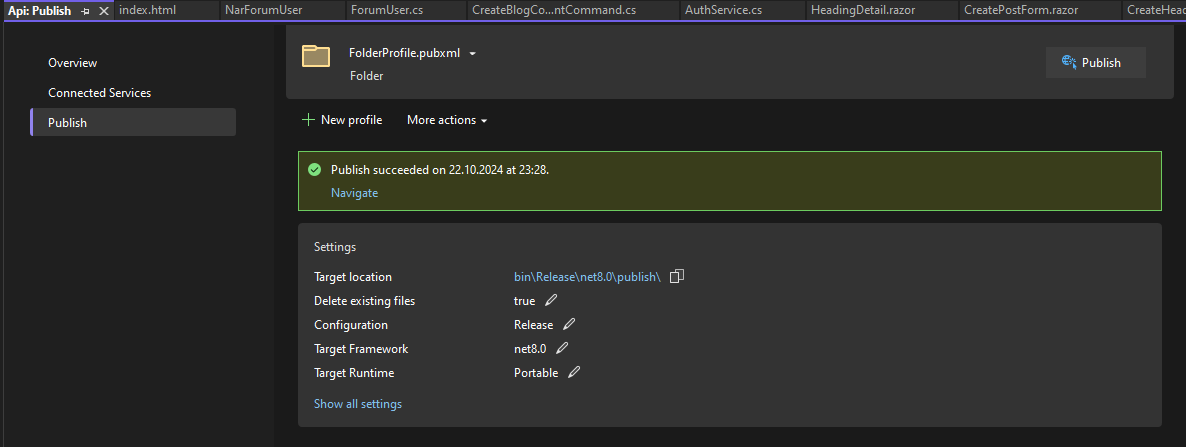 Api: Publish
index.html
NarForumUser
ForumUser.cs
CreateBlogCo...ntCommand.cs
AuthService.cs
HeadingDetail.razor
CreatePostForm.razor
CreateHead
Overview
Connected Services
Publish
FolderProfile.pubxml
Folder
Publish
New profile
More actions
Publish succeeded on 22.10.2024 at 23:28.
Navigate
Settings
Target location bin\Release\net8.0\publish\
Delete existing files true
Configuration Release
Target Framework net8.0
Target Runtime Portable
Show all settings